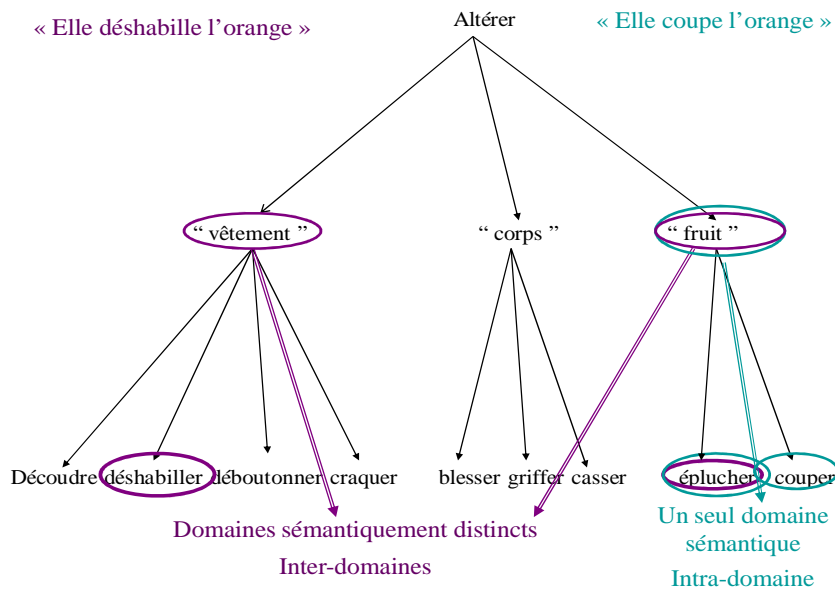 « Elle déshabille l'orange »
Altérer
« Elle coupe l'orange »
“ vêtement ”
“ corps ”
“ fruit ”
Découdre déshabiller déboutonner craquer
blesser griffer casser
éplucher couper
Domaines sémantiquement distincts
Inter-domaines
Un seul domaine
sémantique
Intra-domaine